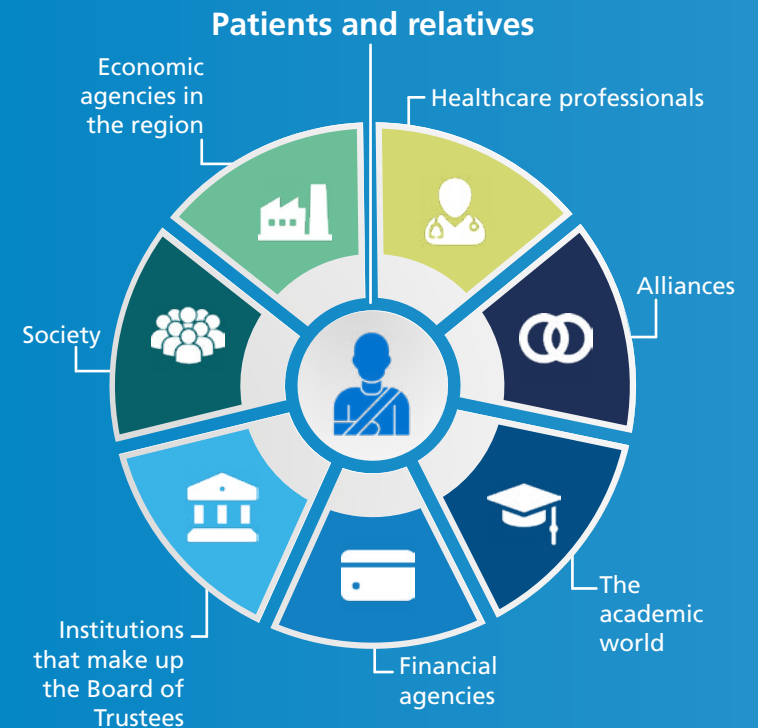 Patients and relatives
Economic
agencies in
the region
Healthcare professionals
Alliances
Society
The
academic
world
Institutions
that make up
the Board of
Trustees
Financial
agencies